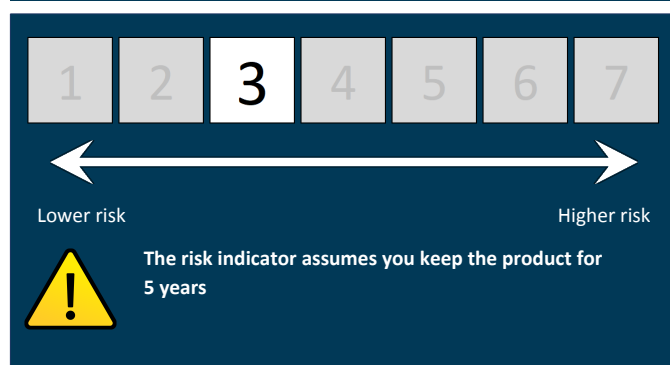 1 2 3 4 5 6 7
Lower risk Higher risk
The risk indicator assumes you keep the product for
5 years